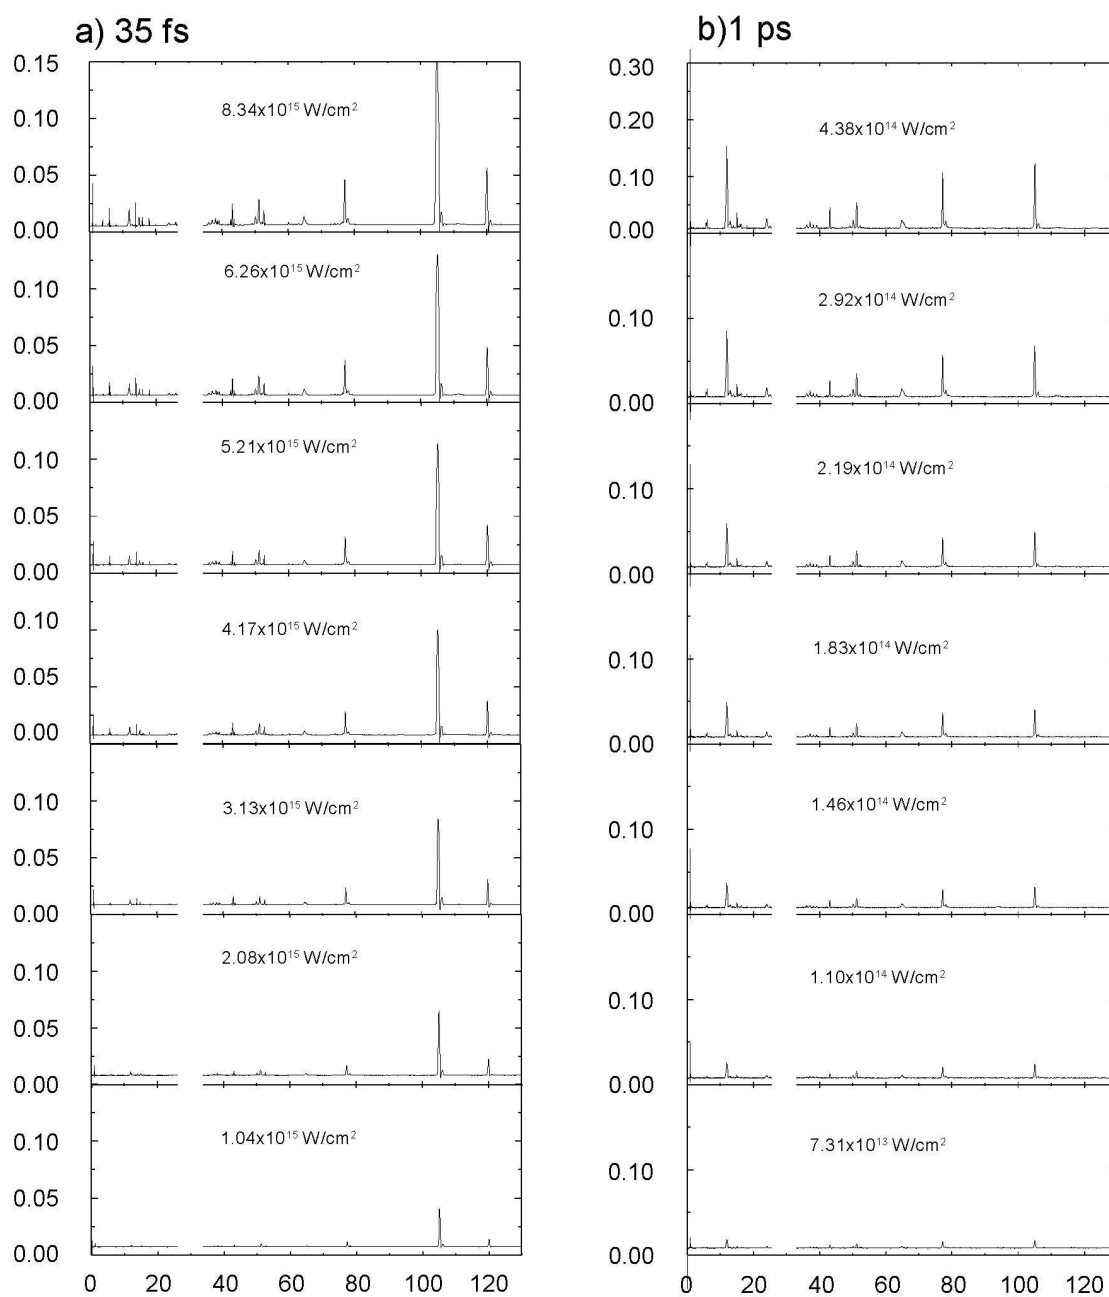 a) 35 fs
0.15
0.10
0.05
0.00
8.34x10¹⁵ W/cm²
0.10
0.05
0.00
6.26x10¹⁵ W/cm²
0.10
0.05
0.00
5.21x10¹⁵ W/cm²
0.10
0.05
0.00
4.17x10¹⁵ W/cm²
0.10
0.05
0.00
3.13x10¹⁵ W/cm²
0.10
0.05
0.00
2.08x10¹⁵ W/cm²
0.10
0.05
0.00
1.04x10¹⁵ W/cm²
0 20 40 60 80 100 120
b)1 ps
0.30
0.20
0.10
0.00
4.38x10¹⁴ W/cm²
0.10
0.00
2.92x10¹⁴ W/cm²
0.10
0.00
2.19x10¹⁴ W/cm²
0.10
0.00
1.83x10¹⁴ W/cm²
0.10
0.00
1.46x10¹⁴ W/cm²
0.10
0.00
1.10x10¹⁴ W/cm²
0.10
0.00
7.31x10¹³ W/cm²
0 20 40 60 80 100 120